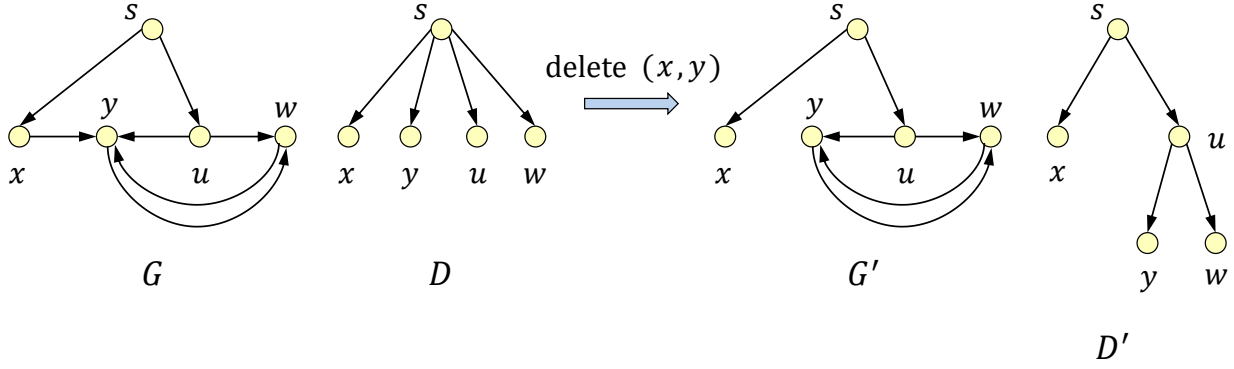 s s s s
delete (x, y)
y w y w
x u x y u w x u x u
y w
G D G′
D′